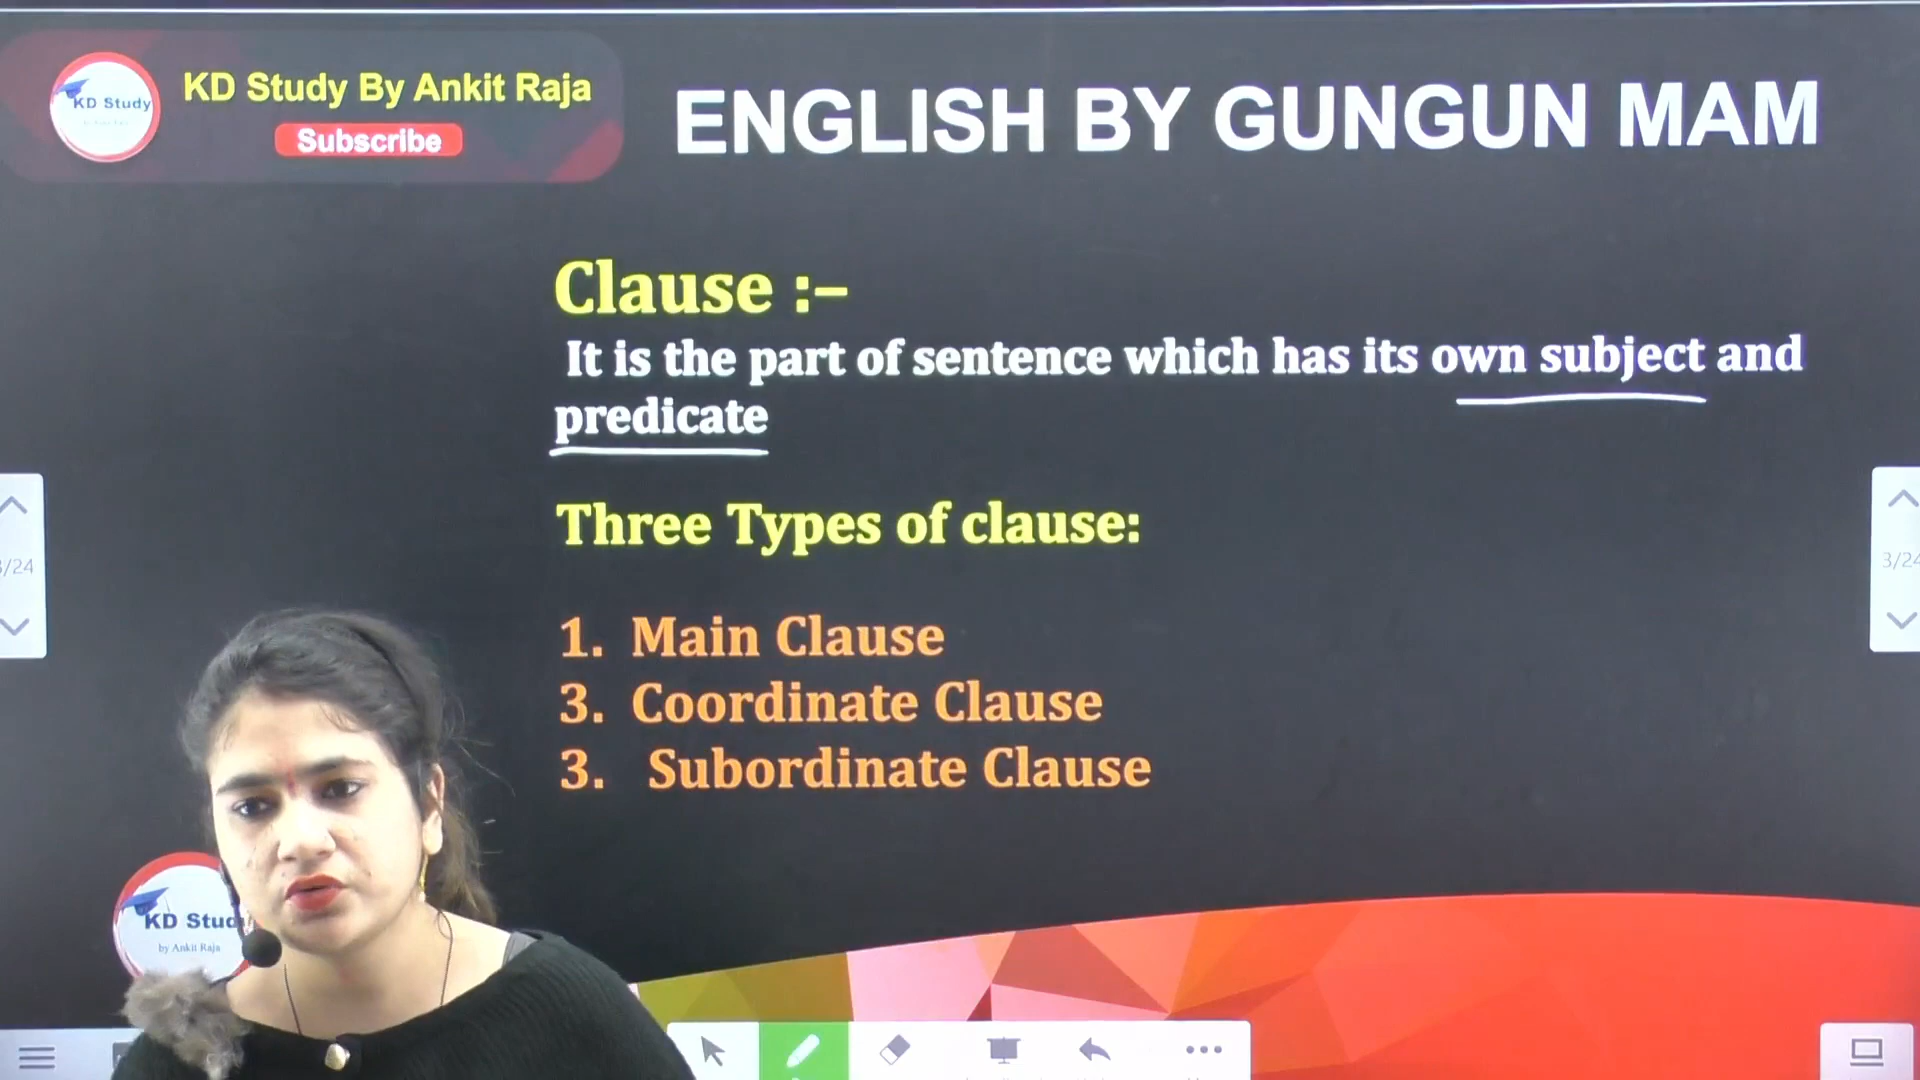 KD Study
KD Study By Ankit Raja
Subscribe
ENGLISH BY GUNGUN MAM
Clause :–
It is the part of sentence which has its own subject and
predicate
Three Types of clause:
1. Main Clause
3. Coordinate Clause
3. Subordinate Clause
/24
3/24
KD Stud
by Ankit Raja